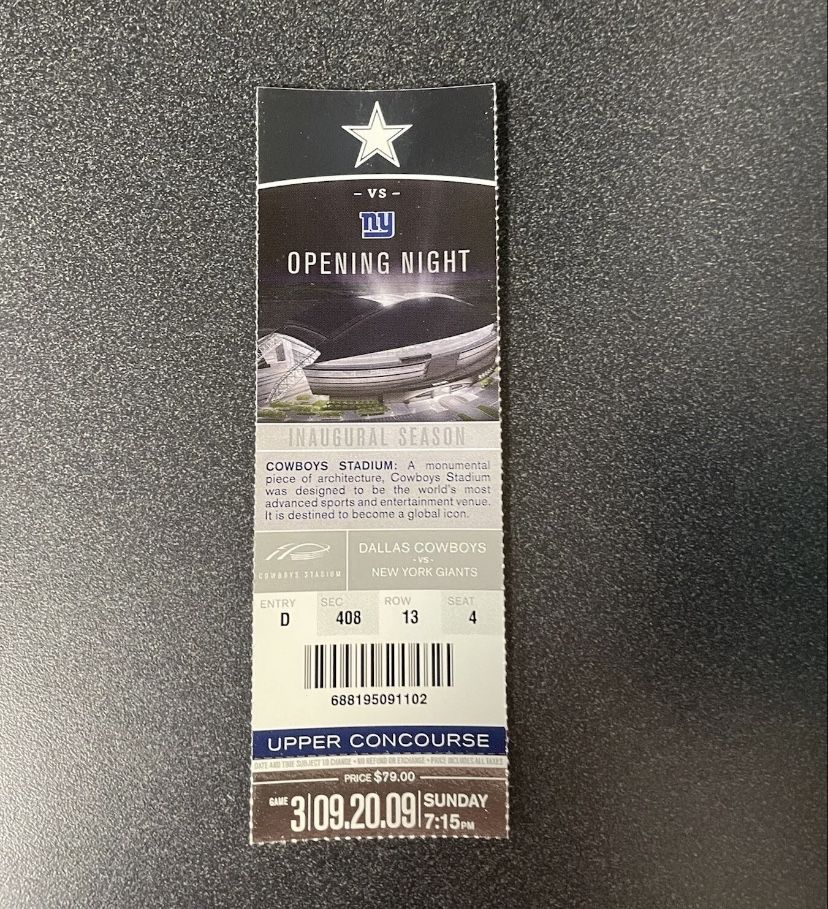 - VS -
ny
OPENING NIGHT
INAUGURAL SEASON
COWBOYS STADIUM: A monumental
piece of architecture, Cowboys Stadium
was designed to be the world's most
advanced sports and entertainment venue.
It is destined to become a global icon.
COWBOYS STADIUM
DALLAS COWBOYS
- VS -
NEW YORK GIANTS
ENTRY SEC ROW SEAT
D 408 13 4
688195091102
UPPER CONCOURSE
DATE AND TIME SUBJECT TO CHANGE • NO REFUND OR EXCHANGE • PRICE INCLUDES ALL TAXES
PRICE $79.00
GAME 3|09.20.09|SUNDAY
7:15PM